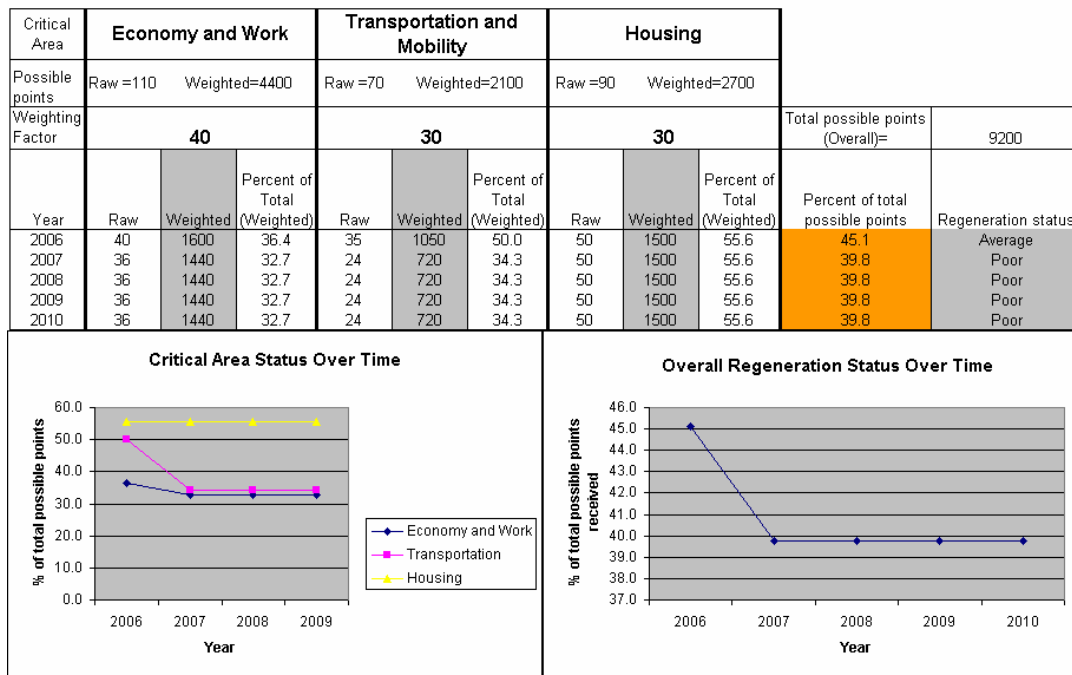 Critical Area
Economy and Work
Transportation and Mobility
Housing
Possible points
Raw =110 Weighted=4400
Raw =70 Weighted=2100
Raw =90 Weighted=2700
Weighting Factor
40
30
30
Total possible points (Overall)=
9200
Year
Raw
Weighted
Percent of Total (Weighted)
Raw
Weighted
Percent of Total (Weighted)
Raw
Weighted
Percent of Total (Weighted)
Percent of total possible points
Regeneration status
2006 40 1600 36.4 35 1050 50.0 50 1500 55.6 45.1 Average
2007 36 1440 32.7 24 720 34.3 50 1500 55.6 39.8 Poor
2008 36 1440 32.7 24 720 34.3 50 1500 55.6 39.8 Poor
2009 36 1440 32.7 24 720 34.3 50 1500 55.6 39.8 Poor
2010 36 1440 32.7 24 720 34.3 50 1500 55.6 39.8 Poor
Critical Area Status Over Time
% of total possible points
60.0
50.0
40.0
30.0
20.0
10.0
0.0
2006 2007 2008 2009
Year
Economy and Work
Transportation
Housing
Overall Regeneration Status Over Time
% of total possible points received
46.0
45.0
44.0
43.0
42.0
41.0
40.0
39.0
38.0
37.0
2006 2007 2008 2009 2010
Year